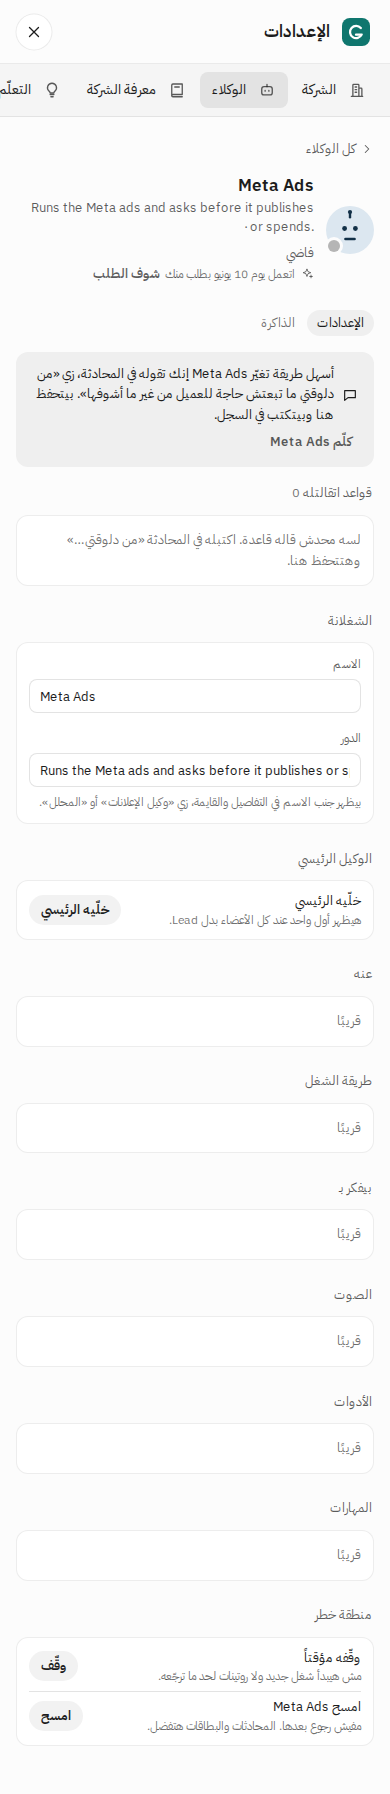 الإعدادات
الشركة
الوكلاء
معرفة الشركة
التعلّم
كل الوكلاء
Meta Ads
Runs the Meta ads and asks before it publishes
or spends. ·
فاضي
اتعمل يوم 10 يونيو بطلب منك شوف الطلب
الإعدادات
الذاكرة
أسهل طريقة تغيّر Meta Ads إنك تقوله في المحادثة، زي «من
دلوقتي ما تبعتش حاجة للعميل من غير ما أشوفها». بيتحفظ
هنا وبيتكتب في السجل.
كلّم Meta Ads
قواعد اتقالتله 0
لسه محدش قاله قاعدة. اكتبله في المحادثة «من دلوقتي…»
وهتتحفظ هنا.
الشغلانة
الاسم
Meta Ads
الدور
Runs the Meta ads and asks before it publishes or s
بيظهر جنب الاسم في التفاصيل والقايمة، زي «وكيل الإعلانات» أو «المحلل».
الوكيل الرئيسي
خلّيه الرئيسي
هيظهر أول واحد عند كل الأعضاء بدل Lead.
خلّيه الرئيسي
عنه
قريبًا
طريقة الشغل
قريبًا
بيفكر بـ
قريبًا
الصوت
قريبًا
الأدوات
قريبًا
المهارات
قريبًا
منطقة خطر
وقّفه مؤقتاً
مش هيبدأ شغل جديد ولا روتينات لحد ما ترجّعه.
وقّف
امسح Meta Ads
مفيش رجوع بعدها. المحادثات والبطاقات هتفضل.
امسح